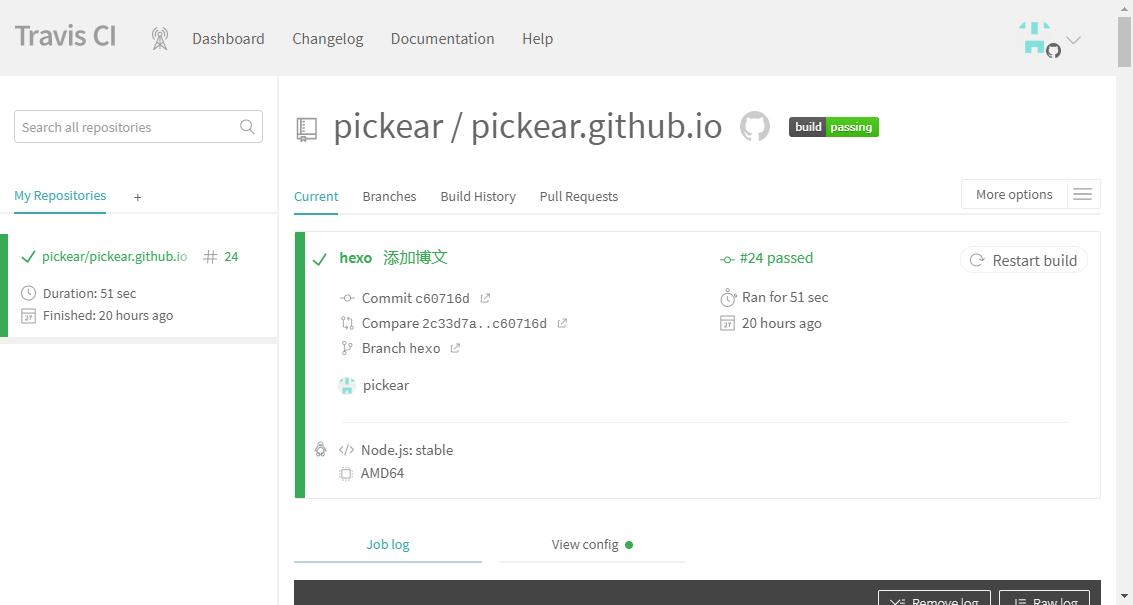 Travis CI Dashboard Changelog Documentation Help
pickear / pickear.github.io build passing
Search all repositories
My Repositories +
Current Branches Build History Pull Requests More options
pickear/pickear.github.io # 24
Duration: 51 sec
Finished: 20 hours ago
hexo 添加博文 #24 passed Restart build
Commit c60716d Ran for 51 sec
Compare 2c33d7a..c60716d 20 hours ago
Branch hexo
pickear
Node.js: stable
AMD64
Job log View config
Remove log Raw log